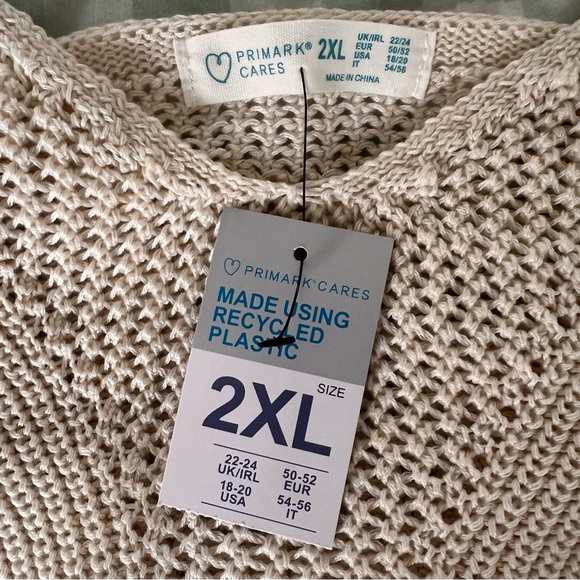 PRIMARK® CARES
2XL
UK/IRL 22/24
EUR 50/52
USA 18/20
IT 54/56
MADE IN CHINA
PRIMARK® CARES
MADE USING
RECYCLED
PLASTIC
SIZE
2XL
22-24 UK/IRL
50-52 EUR
18-20 USA
54-56 IT